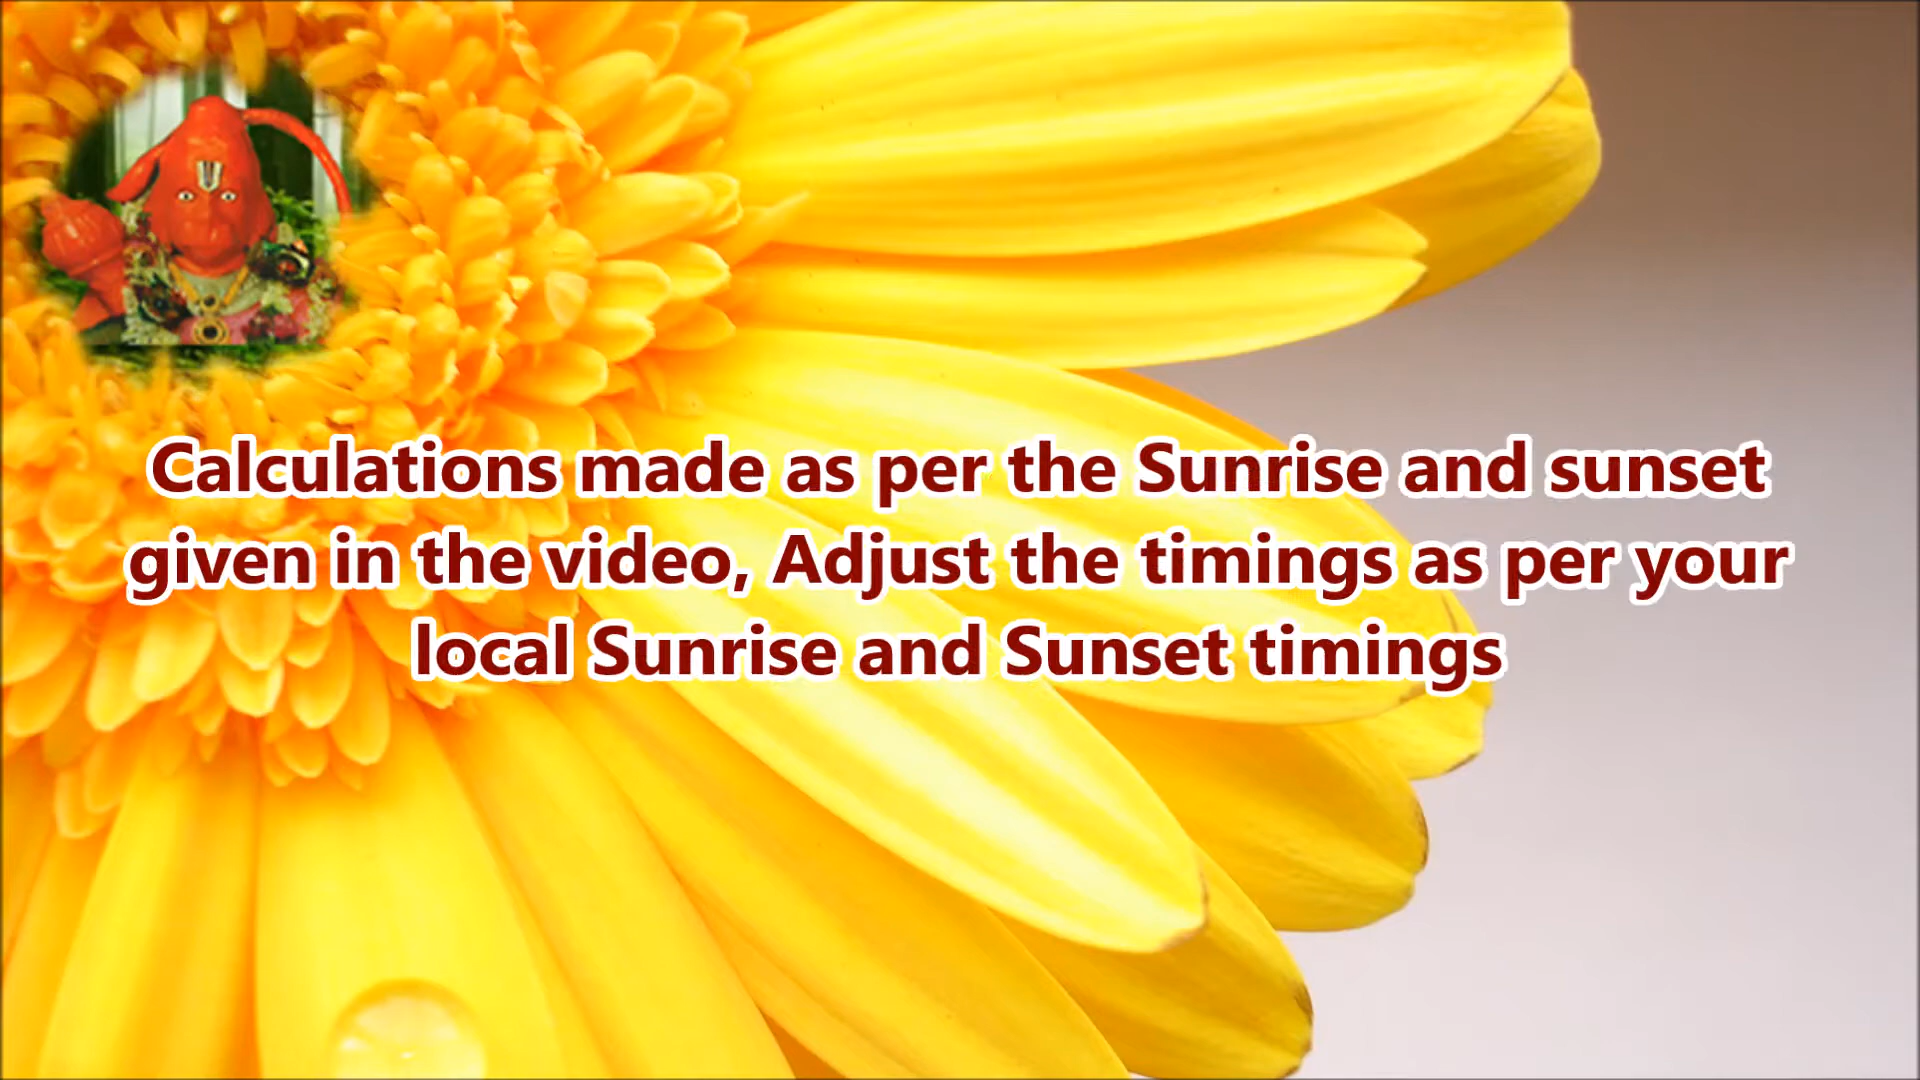 Calculations made as per the Sunrise and sunset
given in the video, Adjust the timings as per your
local Sunrise and Sunset timings